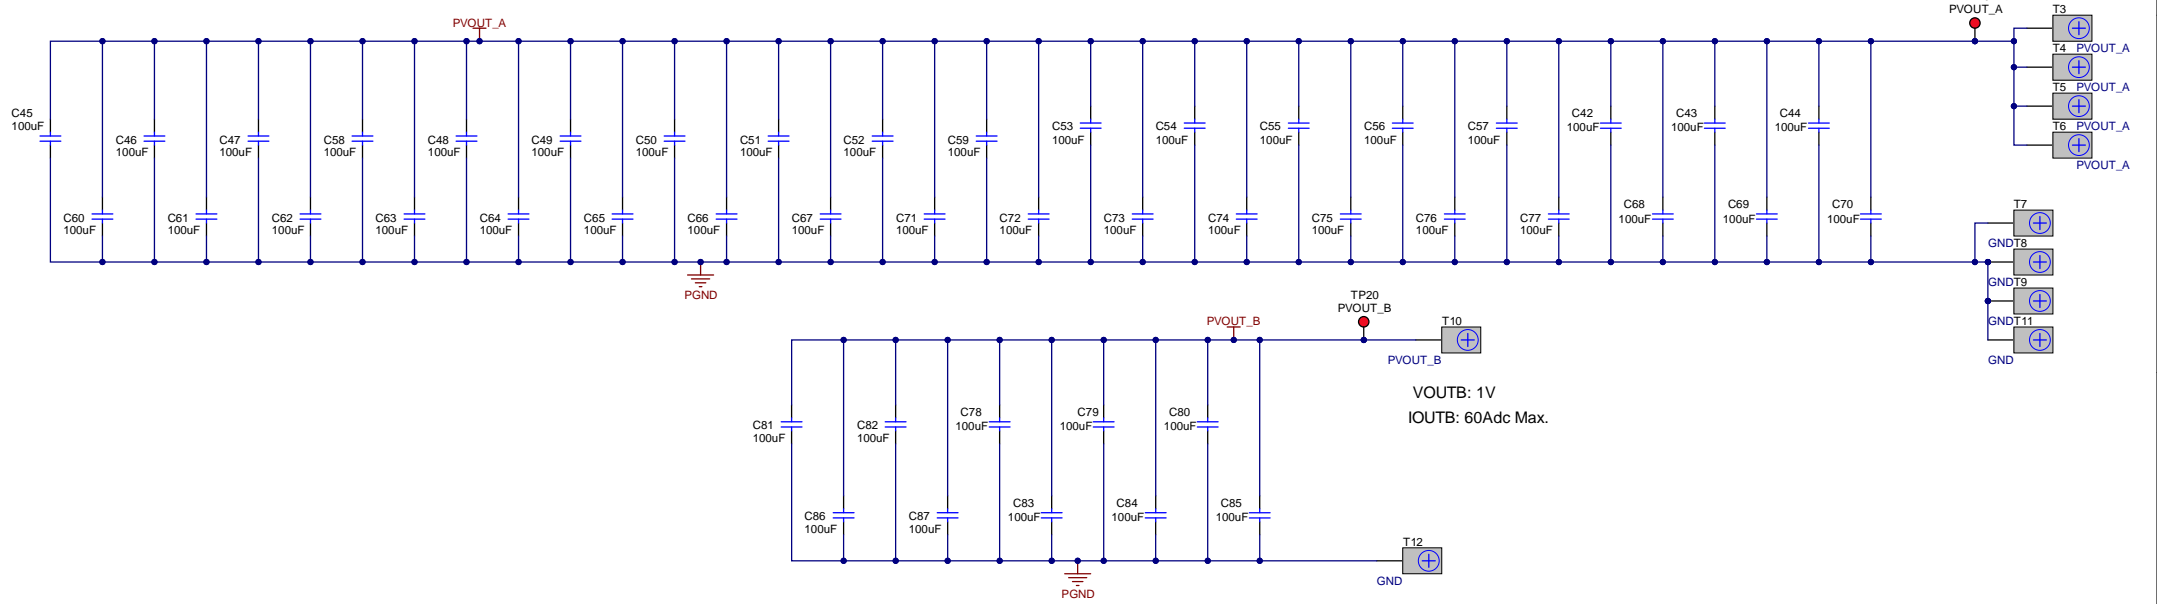 PVOUT_A
PVOUT_A
T3
PVOUT_A
T4
PVOUT_A
T5
PVOUT_A
T6
PVOUT_A
C45
100uF
C46
100uF
C47
100uF
C58
100uF
C48
100uF
C49
100uF
C50
100uF
C51
100uF
C52
100uF
C59
100uF
C53
100uF
C54
100uF
C55
100uF
C56
100uF
C57
100uF
C42
100uF
C43
100uF
C44
100uF
C60
100uF
C61
100uF
C62
100uF
C63
100uF
C64
100uF
C65
100uF
C66
100uF
C67
100uF
C71
100uF
C72
100uF
C73
100uF
C74
100uF
C75
100uF
C76
100uF
C77
100uF
C68
100uF
C69
100uF
C70
100uF
T7
GND
T8
GND
T9
GND
T11
GND
PGND
PVOUT_B
TP20
PVOUT_B
T10
PVOUT_B
VOUTB: 1V
IOUTB: 60Adc Max.
C81
100uF
C82
100uF
C78
100uF
C79
100uF
C80
100uF
C86
100uF
C87
100uF
C83
100uF
C84
100uF
C85
100uF
T12
GND
PGND